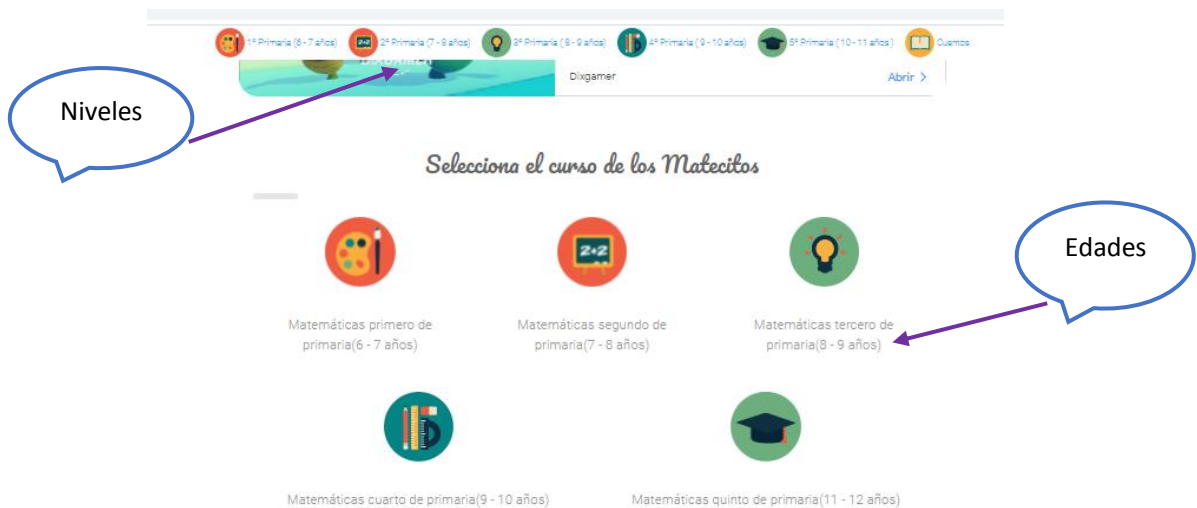 1º Primaria (6 - 7 años) 2º Primaria (7 - 8 años) 3º Primaria ( 8 - 9 años) 4º Primaria ( 9 - 10 años) 5º Primaria ( 10 - 11 años ) Cuentos
DIXGAMER
Dixgamer Abrir >
Niveles
Selecciona el curso de los Matecitos
2+2
Edades
Matemáticas primero de
primaria(6 - 7 años)
Matemáticas segundo de
primaria(7 - 8 años)
Matemáticas tercero de
primaria(8 - 9 años)
Matemáticas cuarto de primaria(9 - 10 años)
Matemáticas quinto de primaria(11 - 12 años)